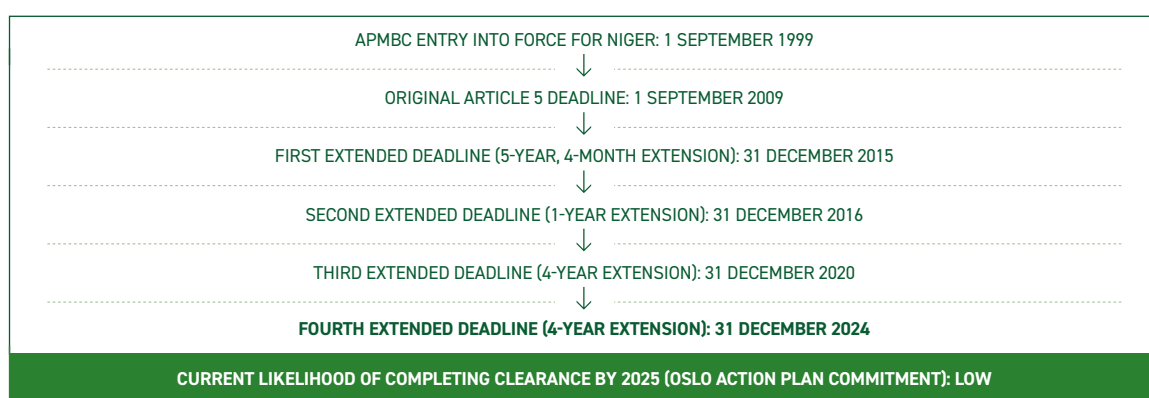 APMBC ENTRY INTO FORCE FOR NIGER: 1 SEPTEMBER 1999
ORIGINAL ARTICLE 5 DEADLINE: 1 SEPTEMBER 2009
FIRST EXTENDED DEADLINE (5-YEAR, 4-MONTH EXTENSION): 31 DECEMBER 2015
SECOND EXTENDED DEADLINE (1-YEAR EXTENSION): 31 DECEMBER 2016
THIRD EXTENDED DEADLINE (4-YEAR EXTENSION): 31 DECEMBER 2020
FOURTH EXTENDED DEADLINE (4-YEAR EXTENSION): 31 DECEMBER 2024
CURRENT LIKELIHOOD OF COMPLETING CLEARANCE BY 2025 (OSLO ACTION PLAN COMMITMENT): LOW